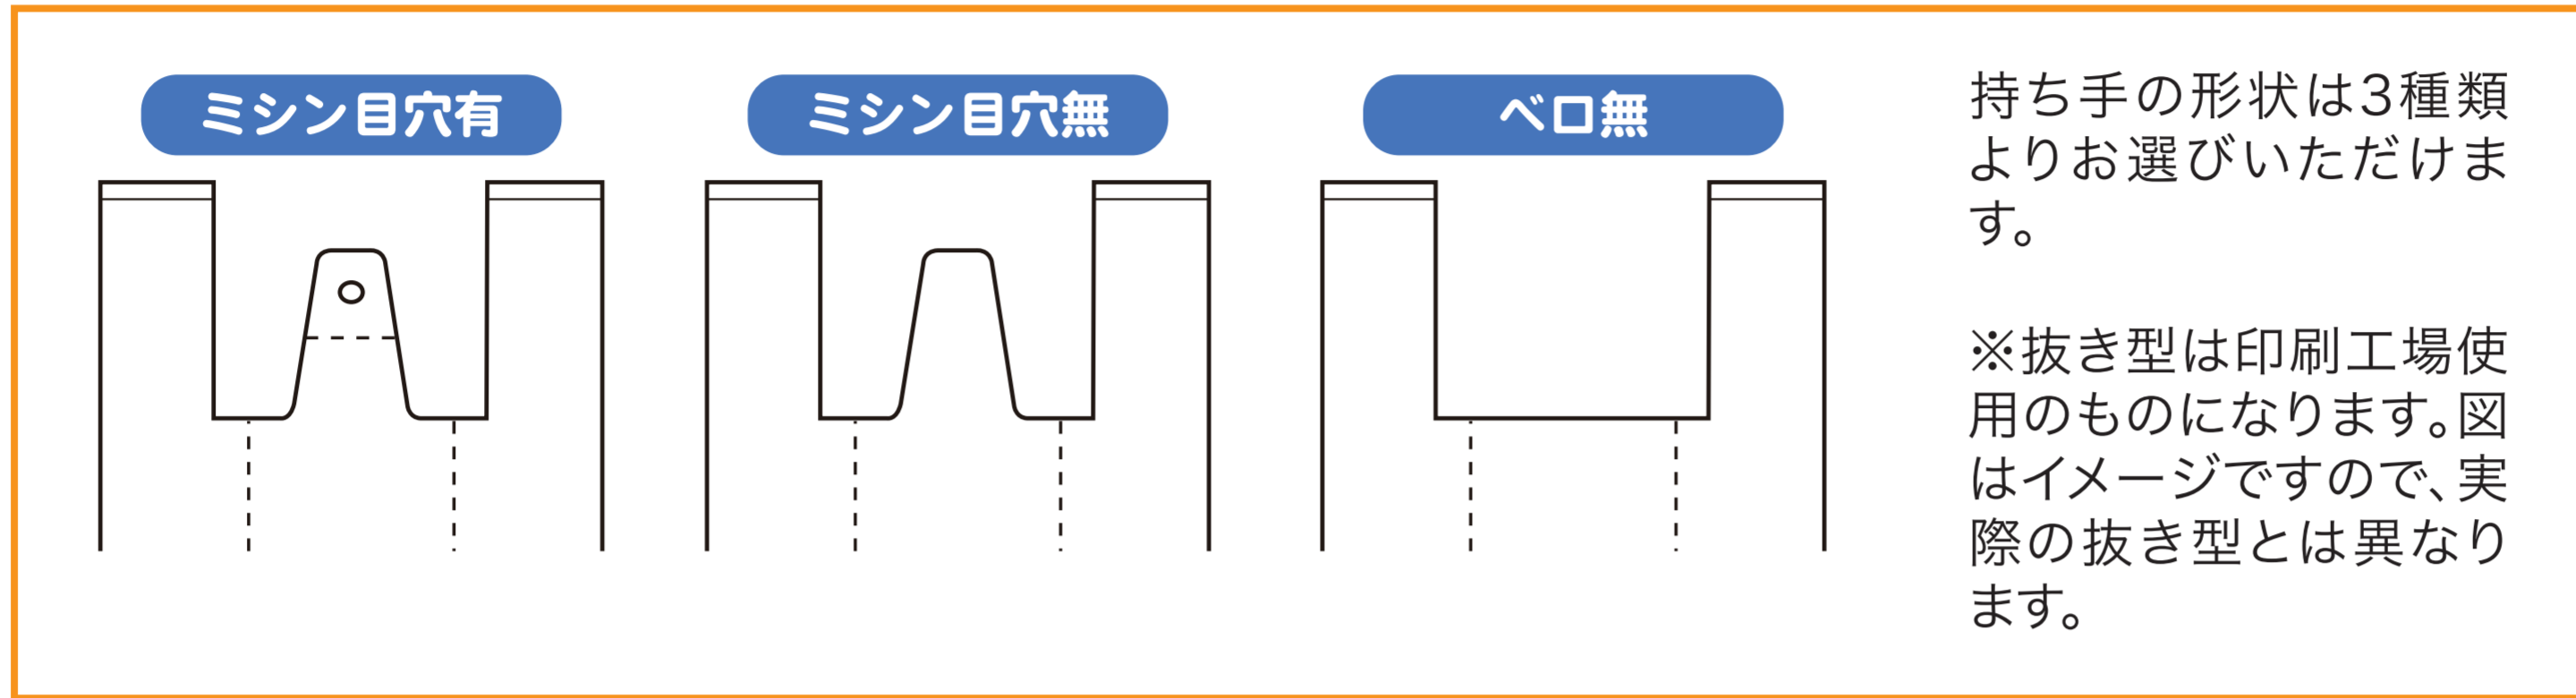 ミシン目穴有
ミシン目穴無
ベロ無
持ち手の形状は3種類
よりお選びいただけま
す。
※抜き型は印刷工場使
用のものになります。図
はイメージですので、実
際の抜き型とは異なり
ます。